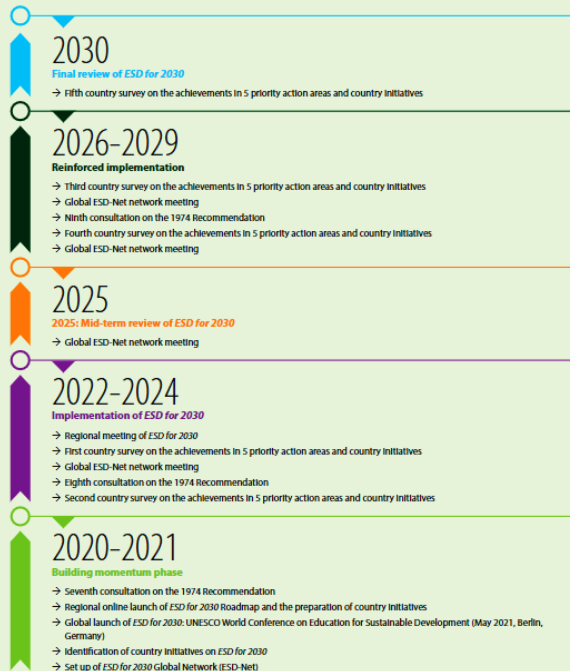 2030
Final review of ESD for 2030
→ Fifth country survey on the achievements in 5 priority action areas and country initiatives
2026-2029
Reinforced implementation
→ Third country survey on the achievements in 5 priority action areas and country initiatives
→ Global ESD-Net network meeting
→ Ninth consultation on the 1974 Recommendation
→ Fourth country survey on the achievements in 5 priority action areas and country initiatives
→ Global ESD-Net network meeting
2025
2025: Mid-term review of ESD for 2030
→ Global ESD-Net network meeting
2022-2024
Implementation of ESD for 2030
→ Regional meeting of ESD for 2030
→ First country survey on the achievements in 5 priority action areas and country initiatives
→ Global ESD-Net network meeting
→ Eighth consultation on the 1974 Recommendation
→ Second country survey on the achievements in 5 priority action areas and country initiatives
2020-2021
Building momentum phase
→ Seventh consultation on the 1974 Recommendation
→ Regional online launch of ESD for 2030 Roadmap and the preparation of country initiatives
→ Global launch of ESD for 2030: UNESCO World Conference on Education for Sustainable Development (May 2021, Berlin,
Germany)
→ Identification of country initiatives on ESD for 2030
→ Set up of ESD for 2030 Global Network (ESD-Net)